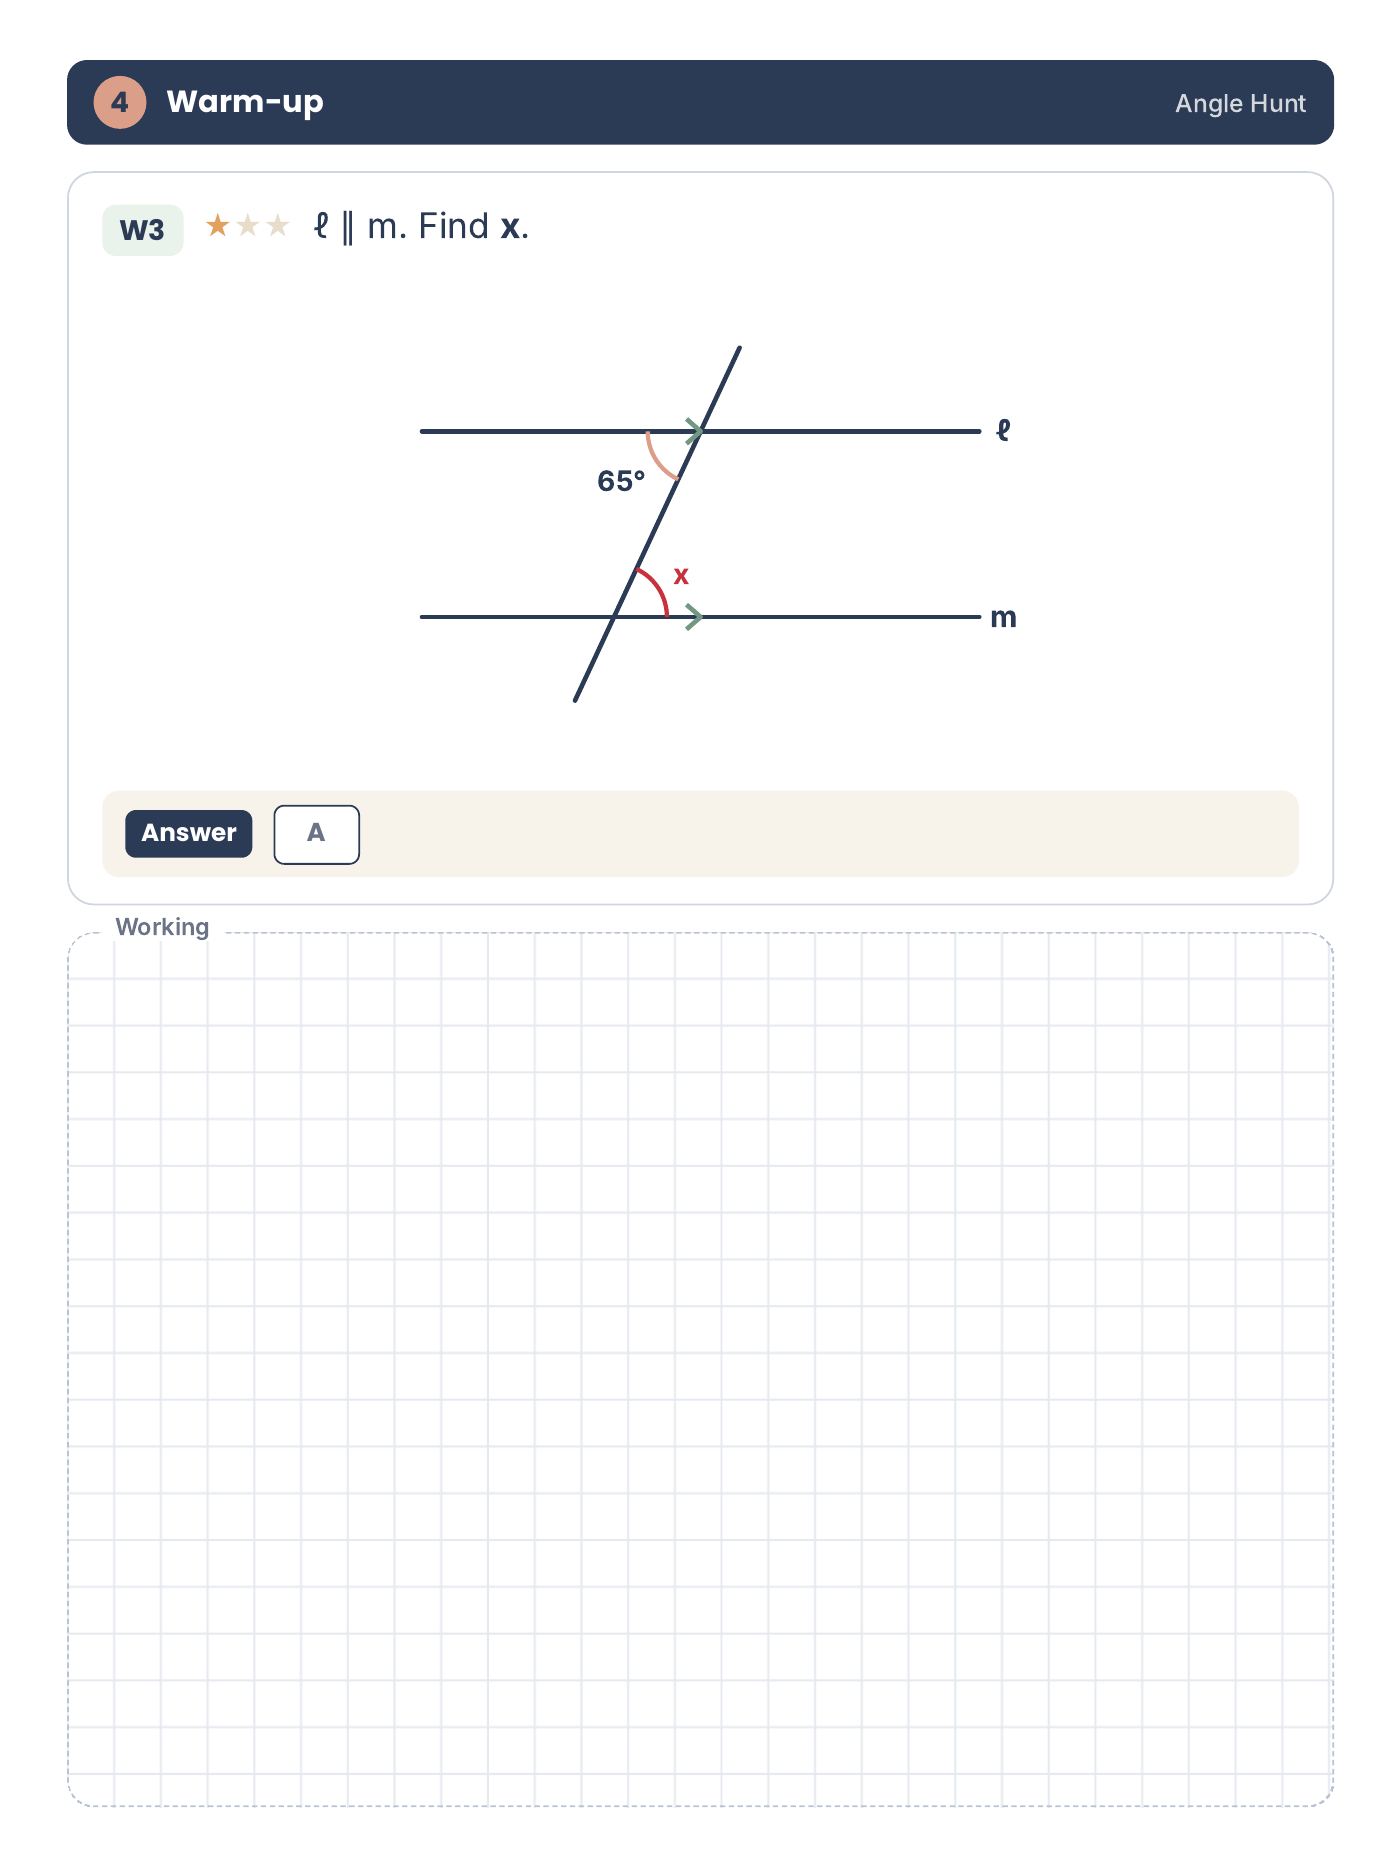 4 Warm-up Angle Hunt
W3 ★★★ ℓ ∥ m. Find x.
ℓ
65°
x
m
Answer A
Working